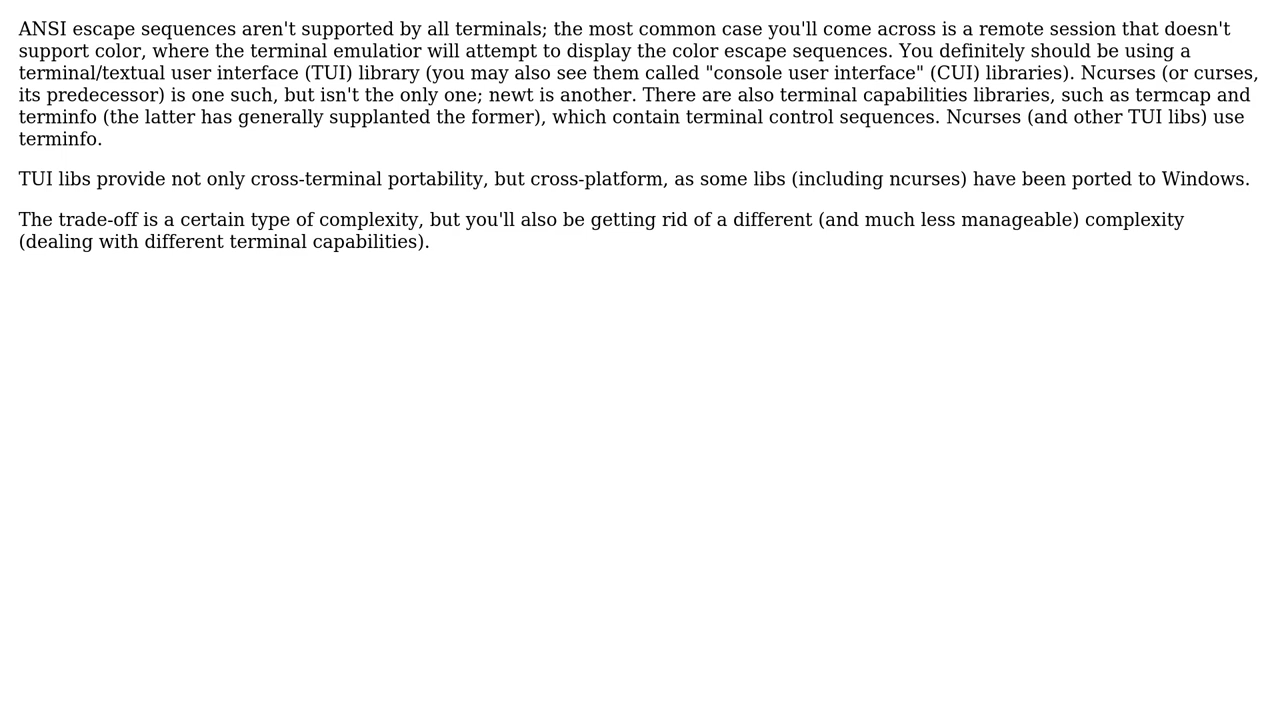 ANSI escape sequences aren't supported by all terminals; the most common case you'll come across is a remote session that doesn't
support color, where the terminal emulatior will attempt to display the color escape sequences. You definitely should be using a
terminal/textual user interface (TUI) library (you may also see them called "console user interface" (CUI) libraries). Ncurses (or curses,
its predecessor) is one such, but isn't the only one; newt is another. There are also terminal capabilities libraries, such as termcap and
terminfo (the latter has generally supplanted the former), which contain terminal control sequences. Ncurses (and other TUI libs) use
terminfo.
TUI libs provide not only cross-terminal portability, but cross-platform, as some libs (including ncurses) have been ported to Windows.
The trade-off is a certain type of complexity, but you'll also be getting rid of a different (and much less manageable) complexity
(dealing with different terminal capabilities).